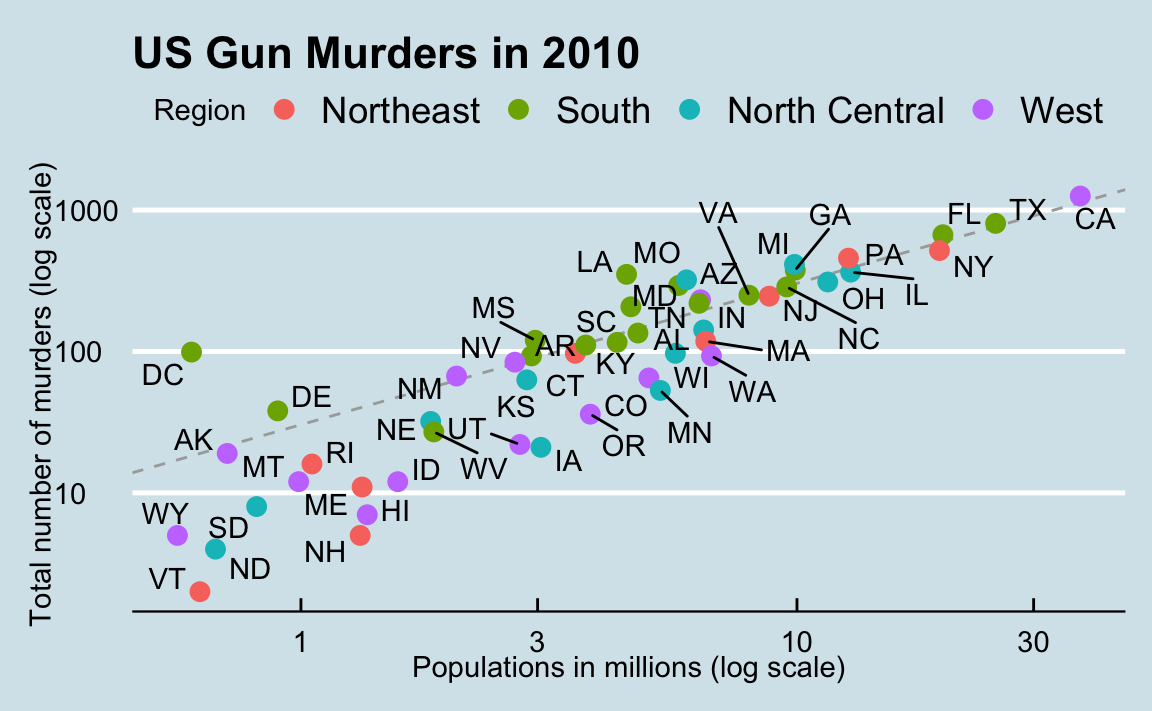 US Gun Murders in 2010
Region Northeast South North Central West
Total number of murders (log scale)
1000
100
10
VA GA FL TX CA
LA MO MI PA NY
MD AZ IL
MS SC TN IN NJ OH NC
DC NV AR AL MA
NM CT KY WI WA
DE KS CO MN
AK NE UT OR
MT RI WV IA
ID
WY ME HI
SD NH
VT ND
1 3 10 30
Populations in millions (log scale)